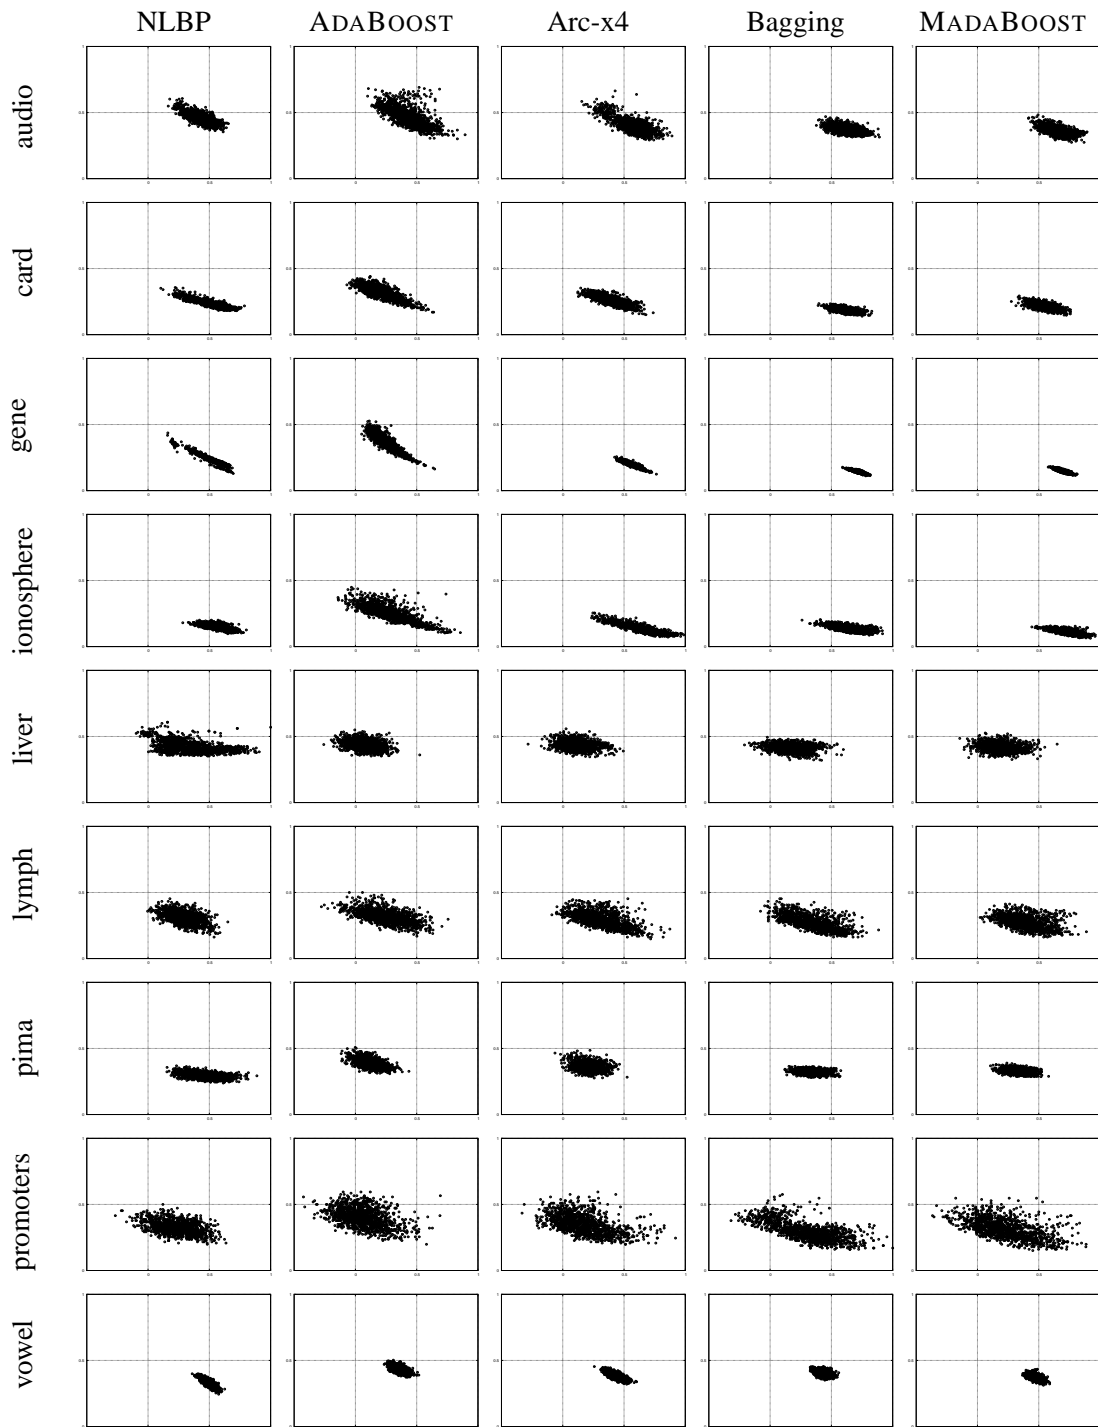 NLBP ADABOOST Arc-x4 Bagging MADABOOST
audio
card
gene
ionosphere
liver
lymph
pima
promoters
vowel